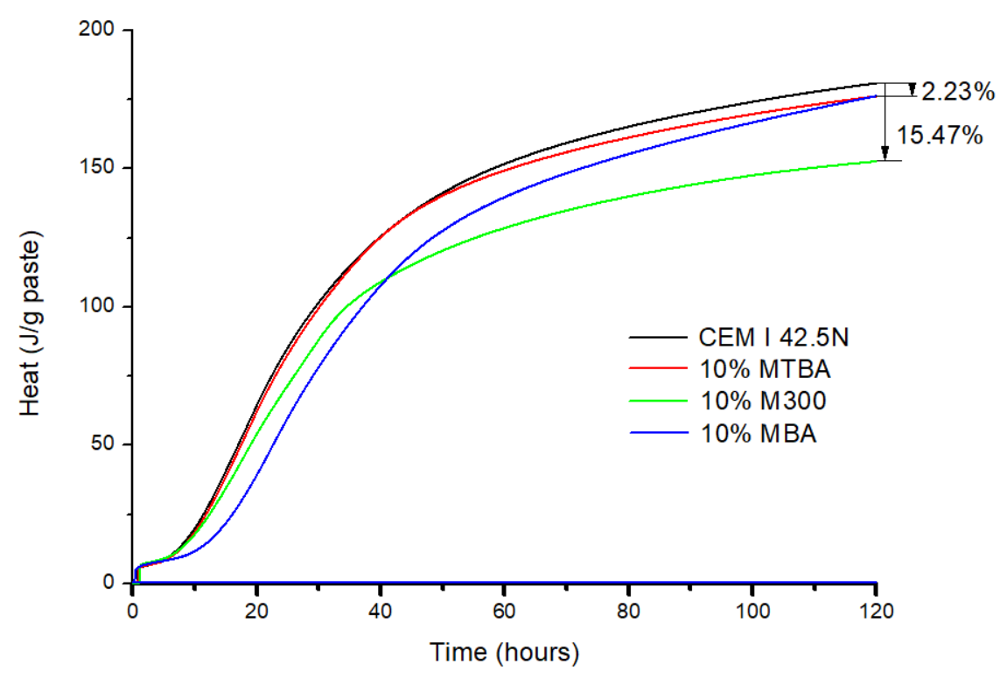 200
150
100
50
0
Heat (J/g paste)
2.23%
15.47%
CEM I 42.5N
10% MTBA
10% M300
10% MBA
0 20 40 60 80 100 120
Time (hours)